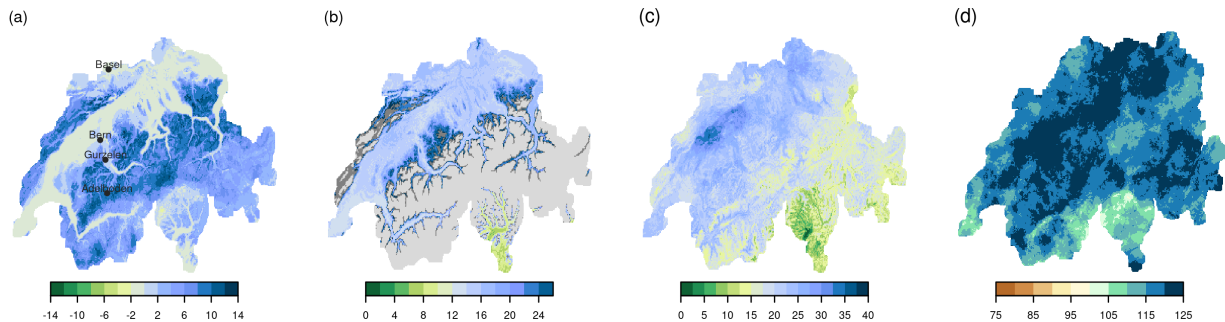 (a)
(b)
(c)
(d)
Basel
Bern
Gurzelen
Adelboden
-14 -10 -6 -2 2 6 10 14
0 4 8 12 16 20 24
0 5 10 15 20 25 30 35 40
75 85 95 105 115 125